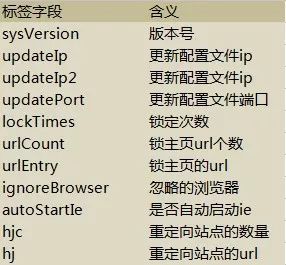 标签字段 含义
sysVersion 版本号
updateIp 更新配置文件ip
updateIp2 更新配置文件ip
updatePort 更新配置文件端口
lockTimes 锁定次数
urlCount 锁主页url个数
urlEntry 锁主页的url
ignoreBrowser 忽略的浏览器
autoStartIe 是否自动启动ie
hjc 重定向站点的数量
hj 重定向站点的url